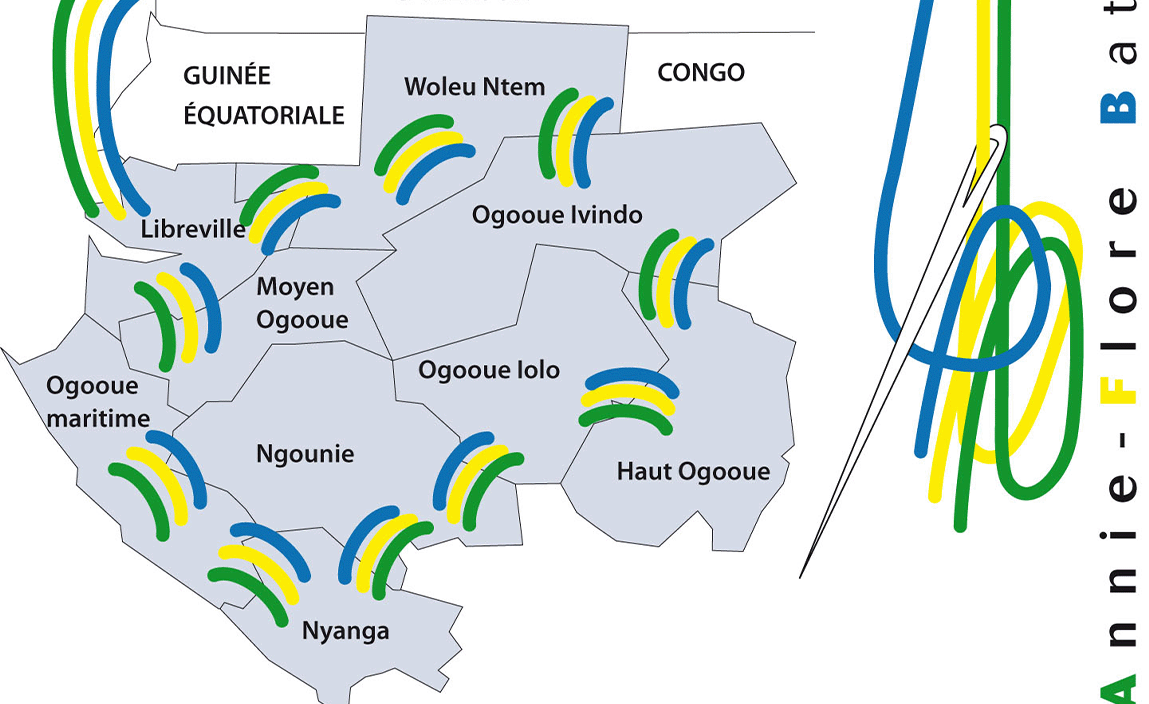 GUINÉE
ÉQUATORIALE
Woleu Ntem
CONGO
Libreville
Ogooue Ivindo
Moyen
Ogooue
Ogooue
maritime
Ogooue lolo
Ngounie
Haut Ogooue
Nyanga
Annie-Flore Bat